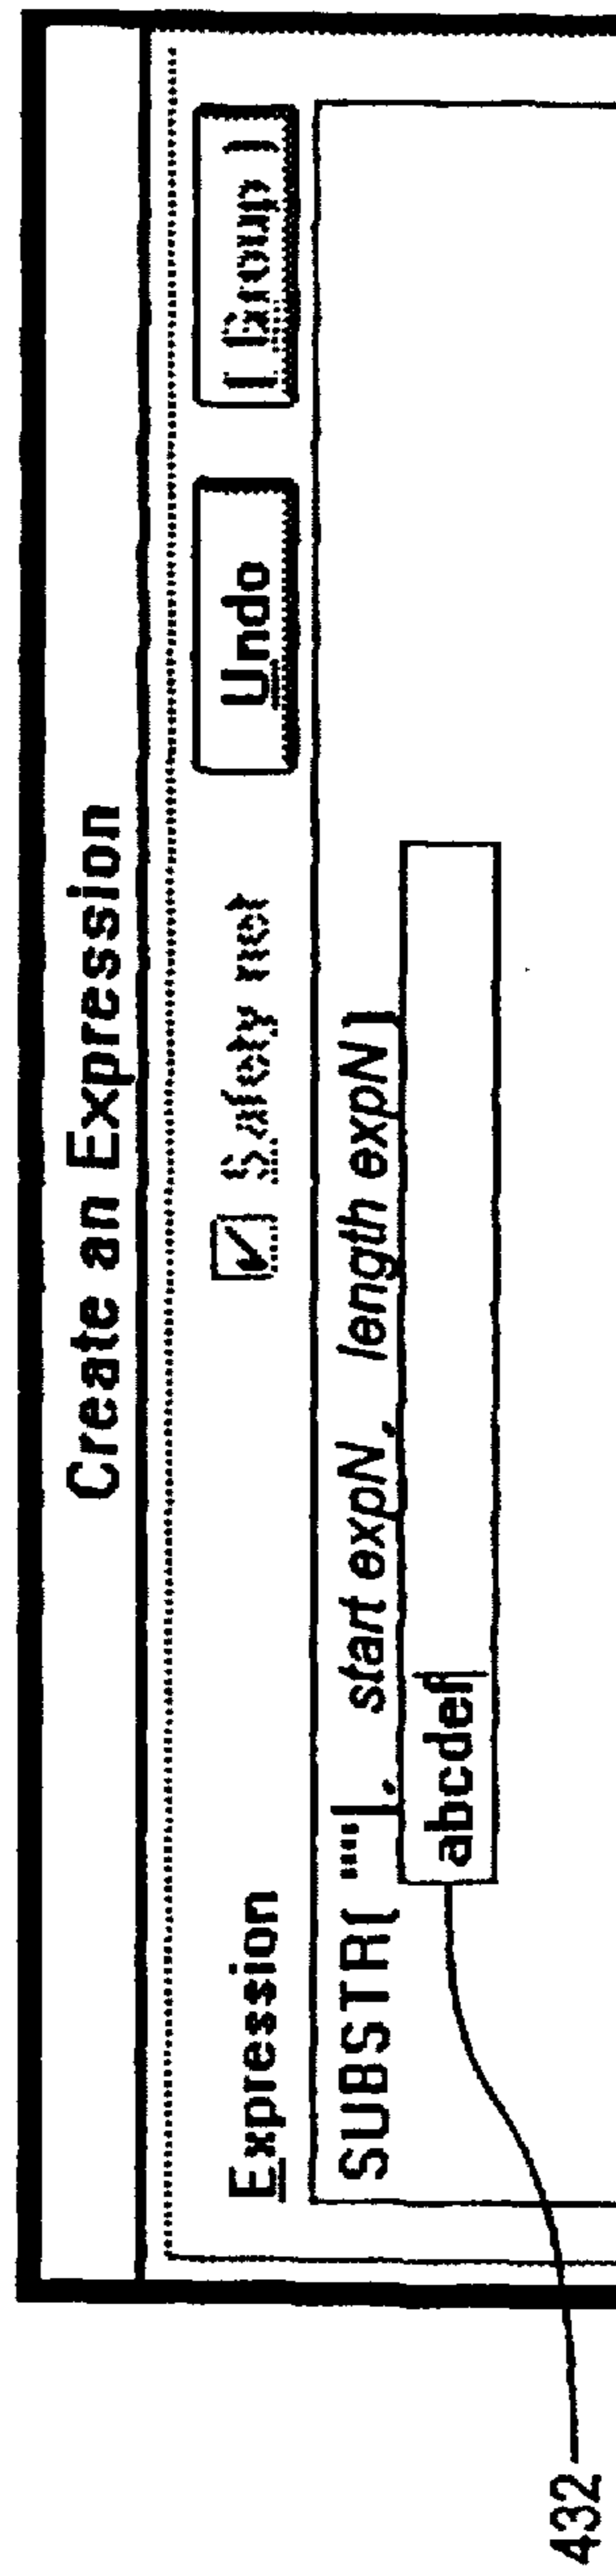 Create an Expression
Expression ☑ Safety net Undo ( Group )
SUBSTR( ""|, start expN, length expN)
abcdef|
432